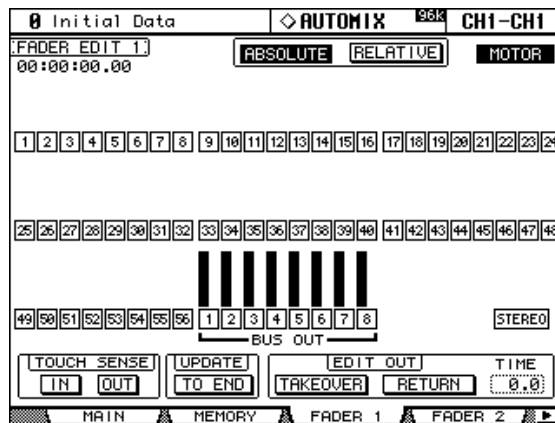 0 Initial Data ◇AUTOMIX 96k CH1-CH1
FADER EDIT 1 ABSOLUTE RELATIVE MOTOR
00:00:00.00
1 2 3 4 5 6 7 8 9 10 11 12 13 14 15 16 17 18 19 20 21 22 23 24
25 26 27 28 29 30 31 32 33 34 35 36 37 38 39 40 41 42 43 44 45 46 47 48
49 50 51 52 53 54 55 56 1 2 3 4 5 6 7 8 STEREO
BUS OUT
TOUCH SENSE UPDATE EDIT OUT TIME
IN OUT TO END TAKEOVER RETURN 0.0
MAIN MEMORY FADER 1 FADER 2